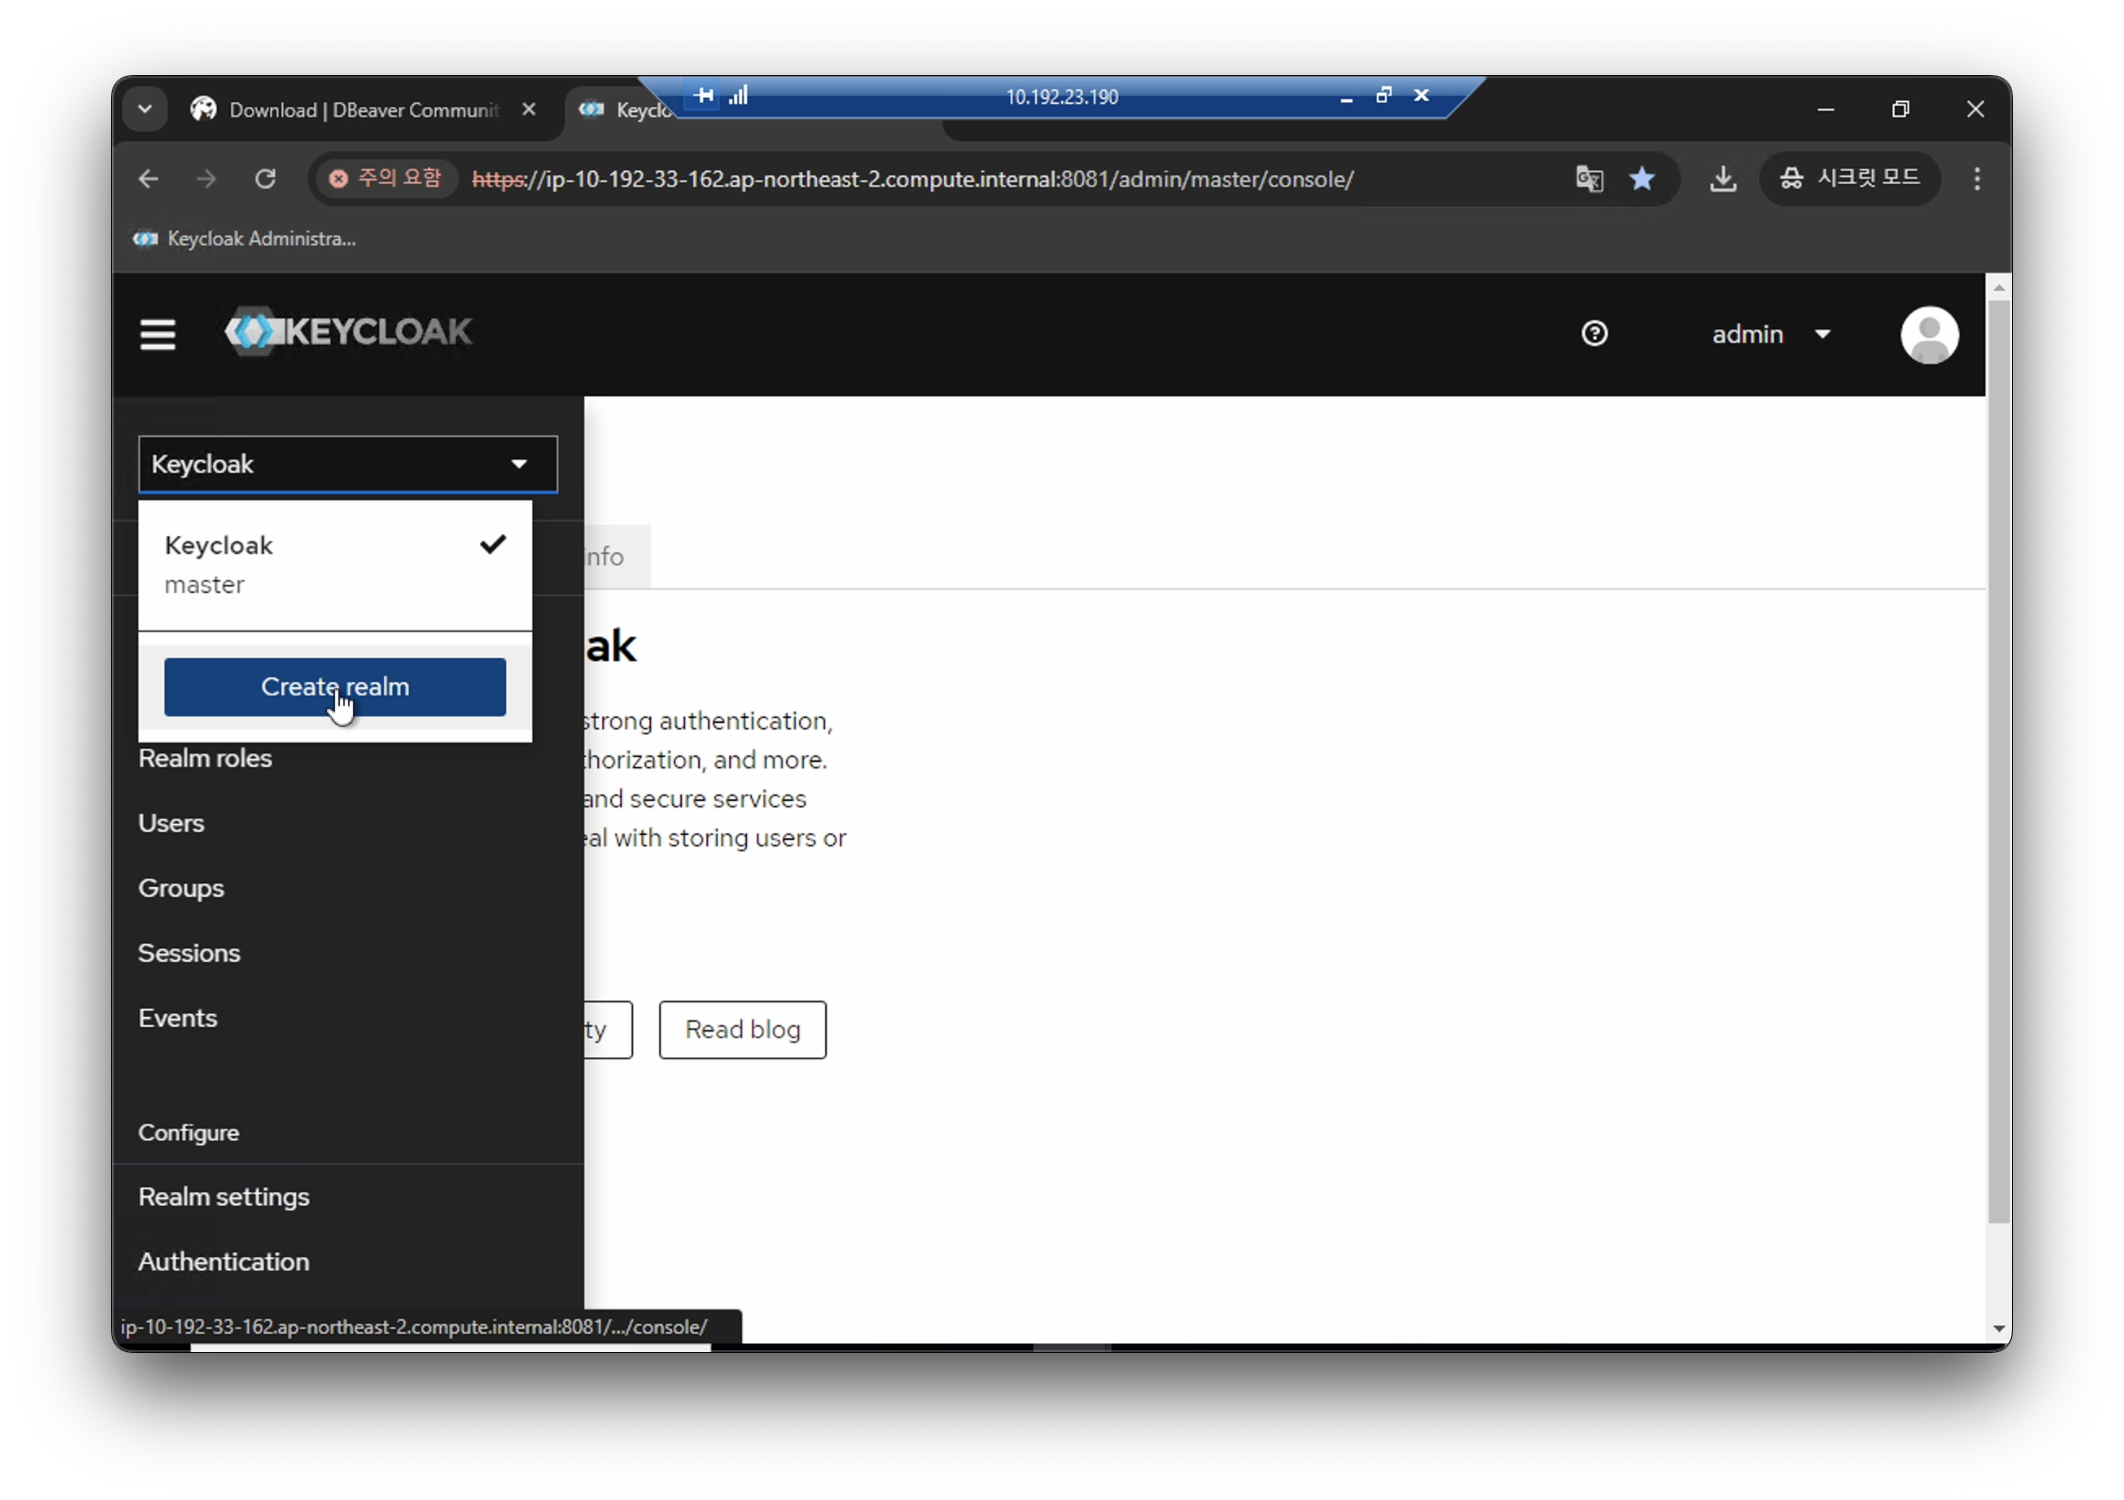 10.192.23.190
Download | DBeaver Communit
Keyclo
주의 요함
https://ip-10-192-33-162.ap-northeast-2.compute.internal:8081/admin/master/console/
시크릿 모드
Keycloak Administra...
KEYCLOAK
admin
Keycloak
Keycloak
master
Create realm
info
ak
strong authentication,
thorization, and more.
and secure services
eal with storing users or
Realm roles
Users
Groups
Sessions
Events
ty
Read blog
Configure
Realm settings
Authentication
ip-10-192-33-162.ap-northeast-2.compute.internal:8081/.../console/